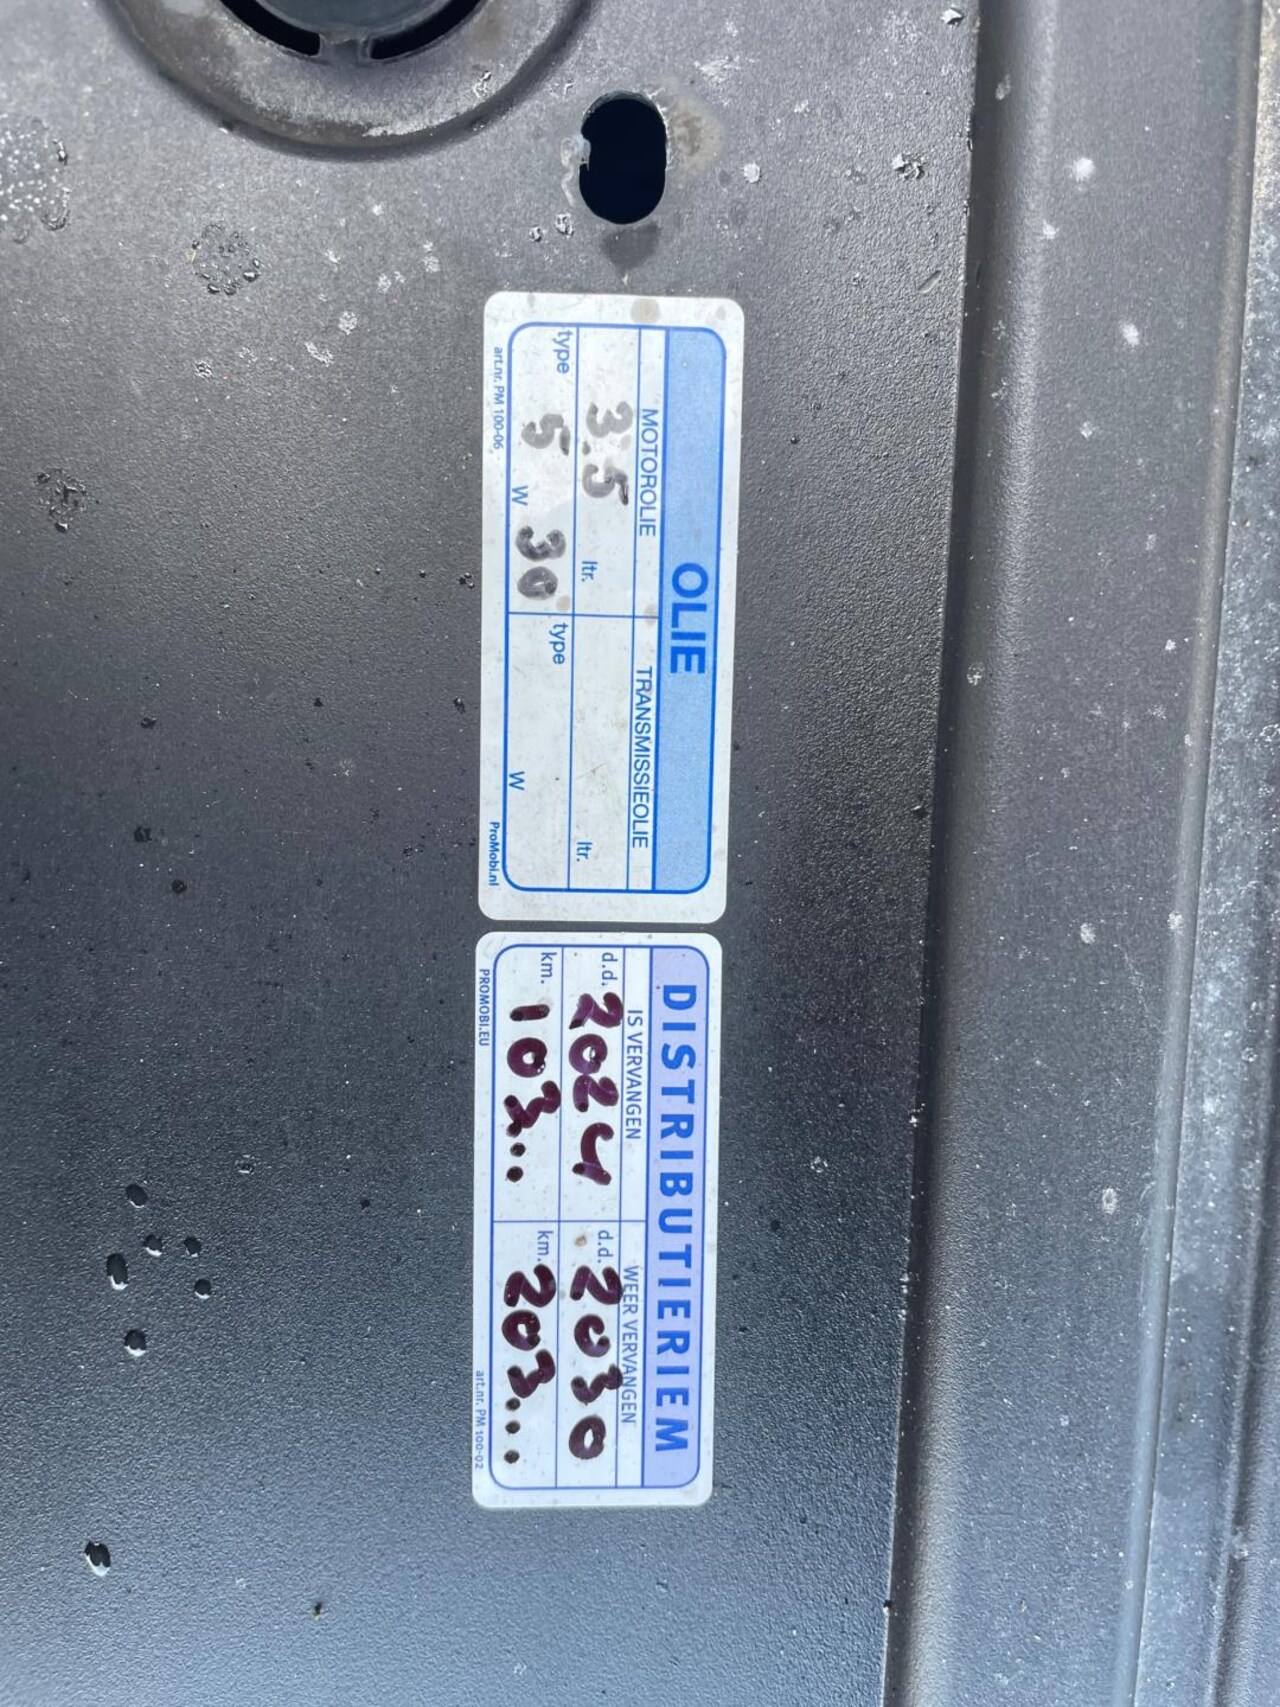 OLIE
MOTOROLIE TRANSMISSIEOLIE
3.5 ltr. ltr.
type 5 W 30 type W
art.nr. PM 100-06 ProMobi.nl
DISTRIBUTIERIEM
IS VERVANGEN WEER VERVANGEN
d.d. 2024 d.d. 2030
km. 103.. km. 203...
PROMOBI.EU art.nr. PM 100-02